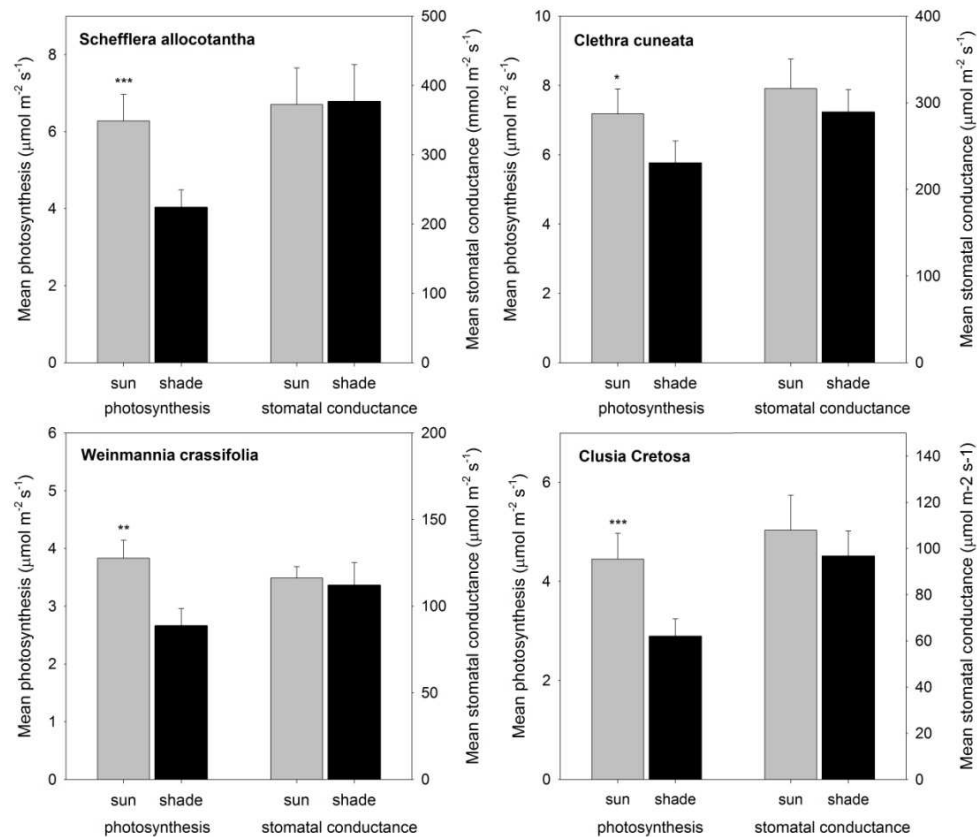 Schefflera allocotantha
***
Mean photosynthesis (μmol m⁻² s⁻¹)
0
2
4
6
8
Mean stomatal conductance (mmol m⁻² s⁻¹)
0
100
200
300
400
500
sun shade sun shade
photosynthesis stomatal conductance
Clethra cuneata
*
Mean photosynthesis (μmol m⁻² s⁻¹)
0
2
4
6
8
10
Mean stomatal conductance (μmol m⁻² s⁻¹)
0
100
200
300
400
sun shade sun shade
photosynthesis stomatal conductance
Weinmannia crassifolia
**
Mean photosynthesis (μmol m⁻² s⁻¹)
0
1
2
3
4
5
6
Mean stomatal conductance (μmol m⁻² s⁻¹)
0
50
100
150
200
sun shade sun shade
photosynthesis stomatal conductance
Clusia Cretosa
***
Mean photosynthesis (μmol m⁻² s⁻¹)
0
2
4
6
Mean stomatal conductance (μmol m-2 s-1)
0
20
40
60
80
100
120
140
sun shade sun shade
photosynthesis stomatal conductance